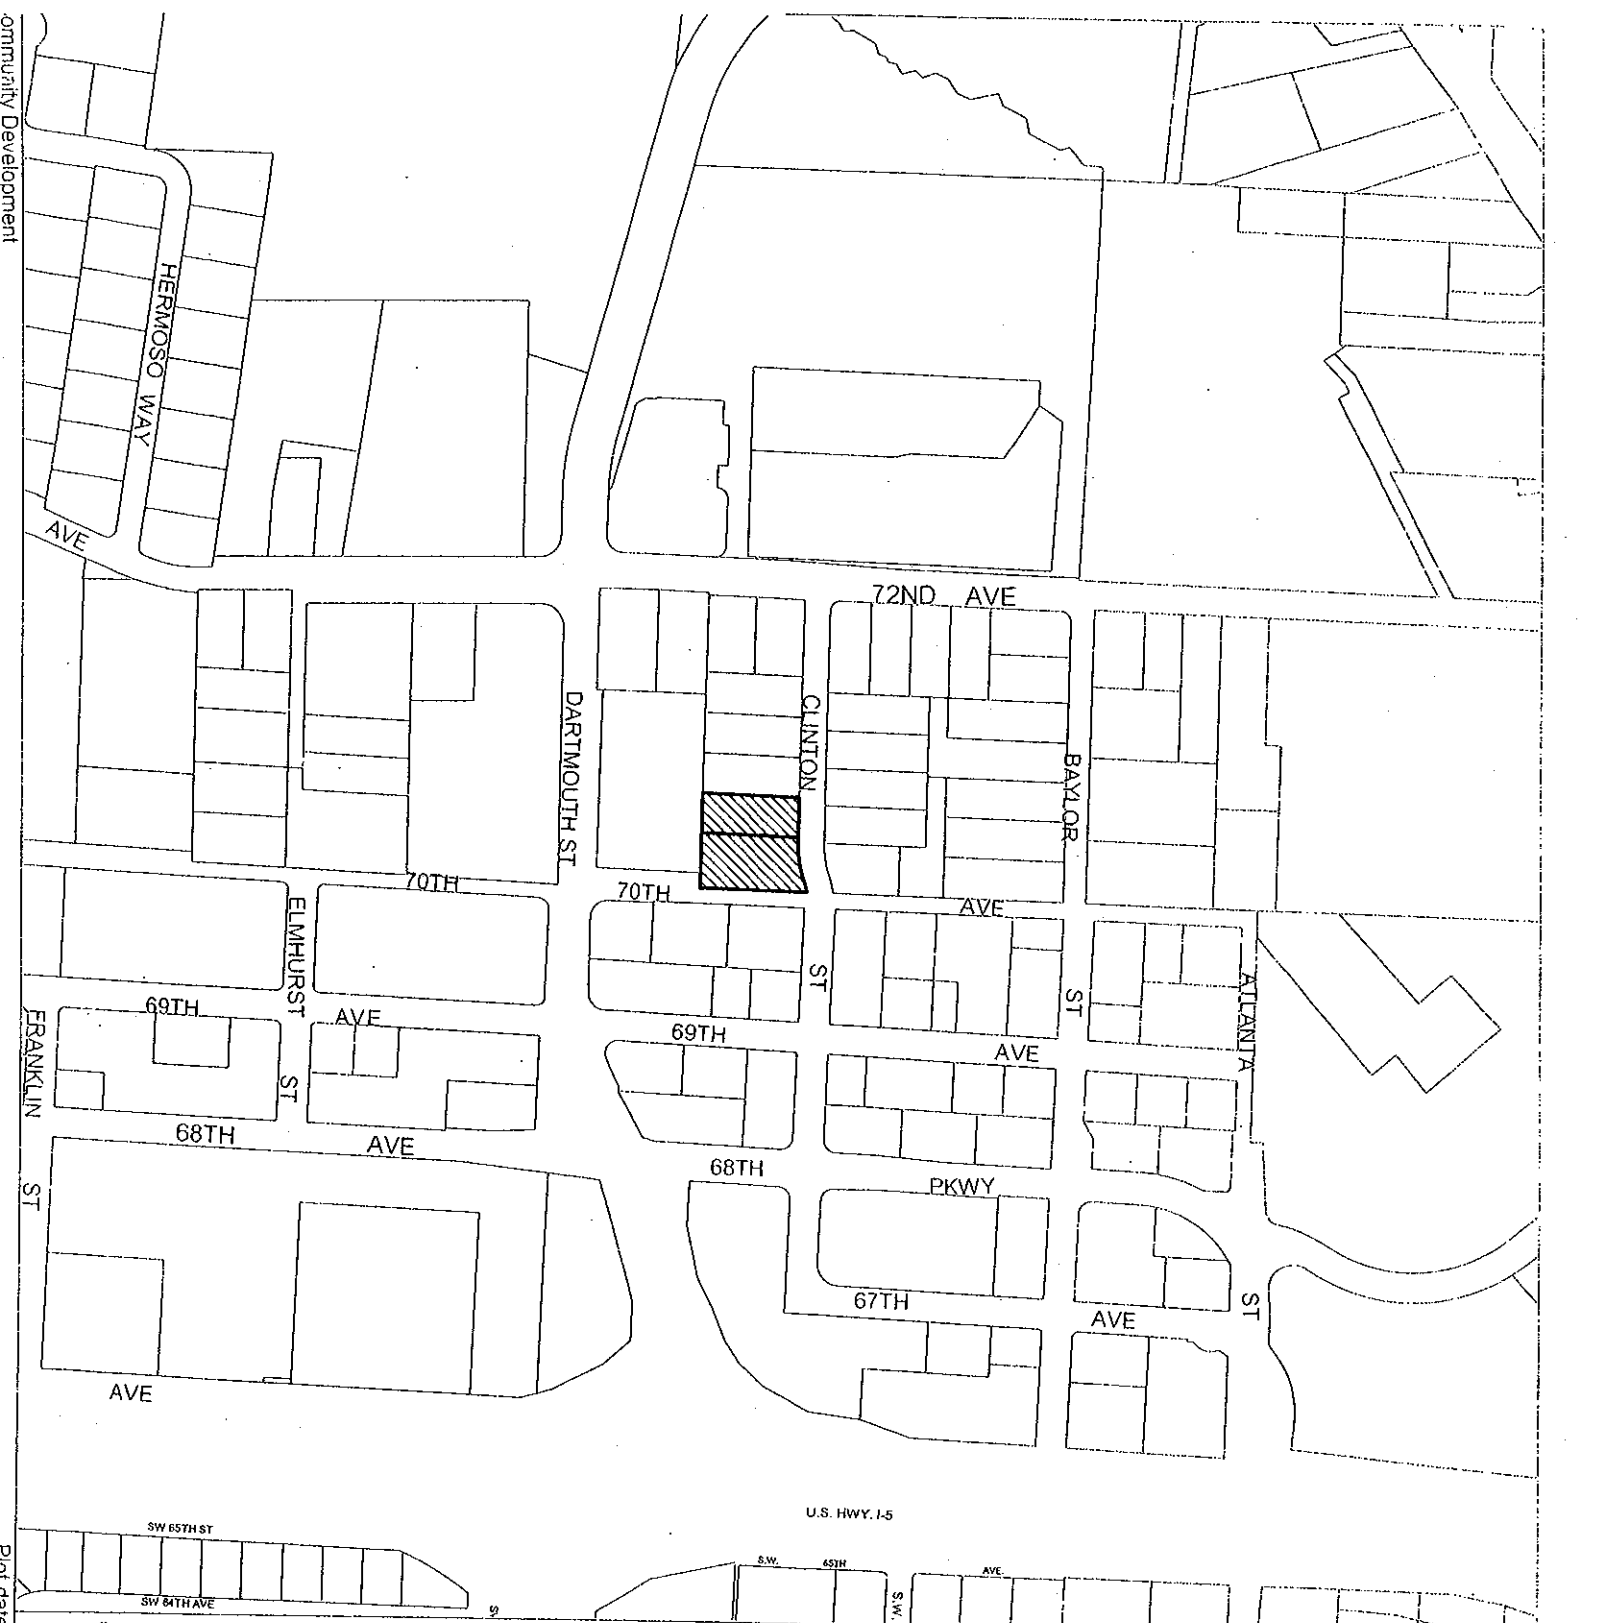 ommunity Development
HERMOSO WAY
AVE
72ND AVE
DARTMOUTH ST
CLINTON
BAYLOR
70TH
70TH
AVE
ELMHURST
ST
ST
ATLANTA
69TH
AVE
69TH
AVE
FRANKLIN
ST
68TH
AVE
68TH
PKWY
ST
67TH
AVE
ST
AVE
U.S. HWY. I-5
SW 65TH ST
S.W. 65TH AVE.
SW 64TH AVE
S.W.
Plot date